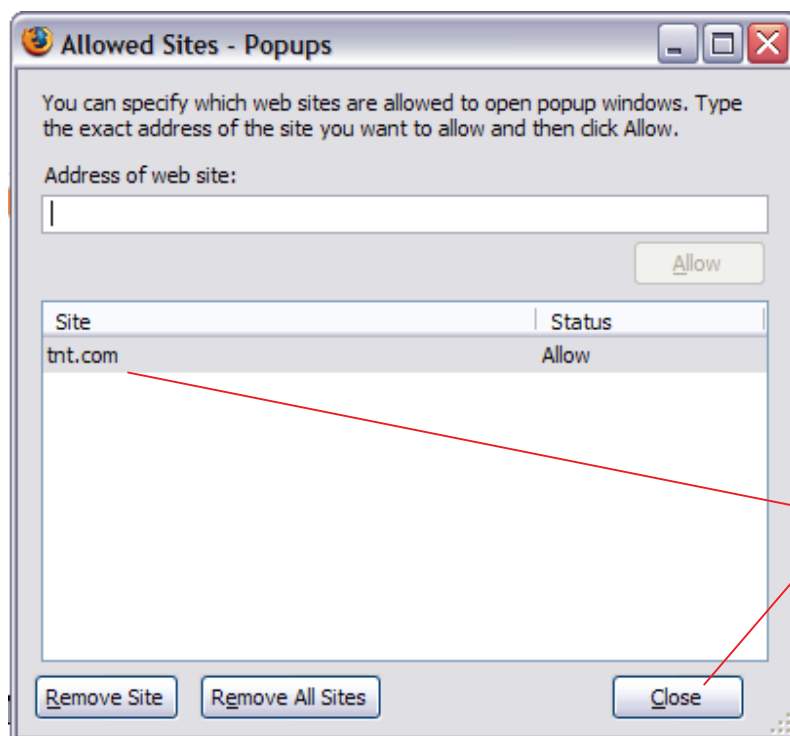 Allowed Sites - Popups
You can specify which web sites are allowed to open popup windows. Type
the exact address of the site you want to allow and then click Allow.
Address of web site:
Allow
Site Status
tnt.com Allow
Remove Site Remove All Sites Close